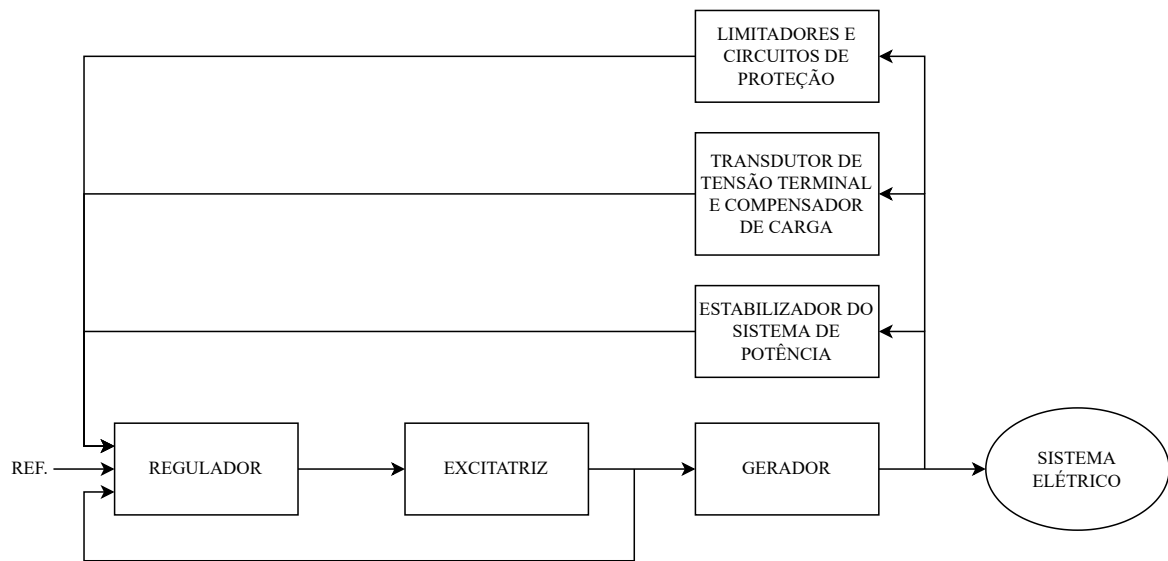 LIMITADORES E
CIRCUITOS DE
PROTEÇÃO
TRANSDUTOR DE
TENSÃO TERMINAL
E COMPENSADOR
DE CARGA
ESTABILIZADOR DO
SISTEMA DE
POTÊNCIA
REF.
REGULADOR
EXCITATRIZ
GERADOR
SISTEMA
ELÉTRICO